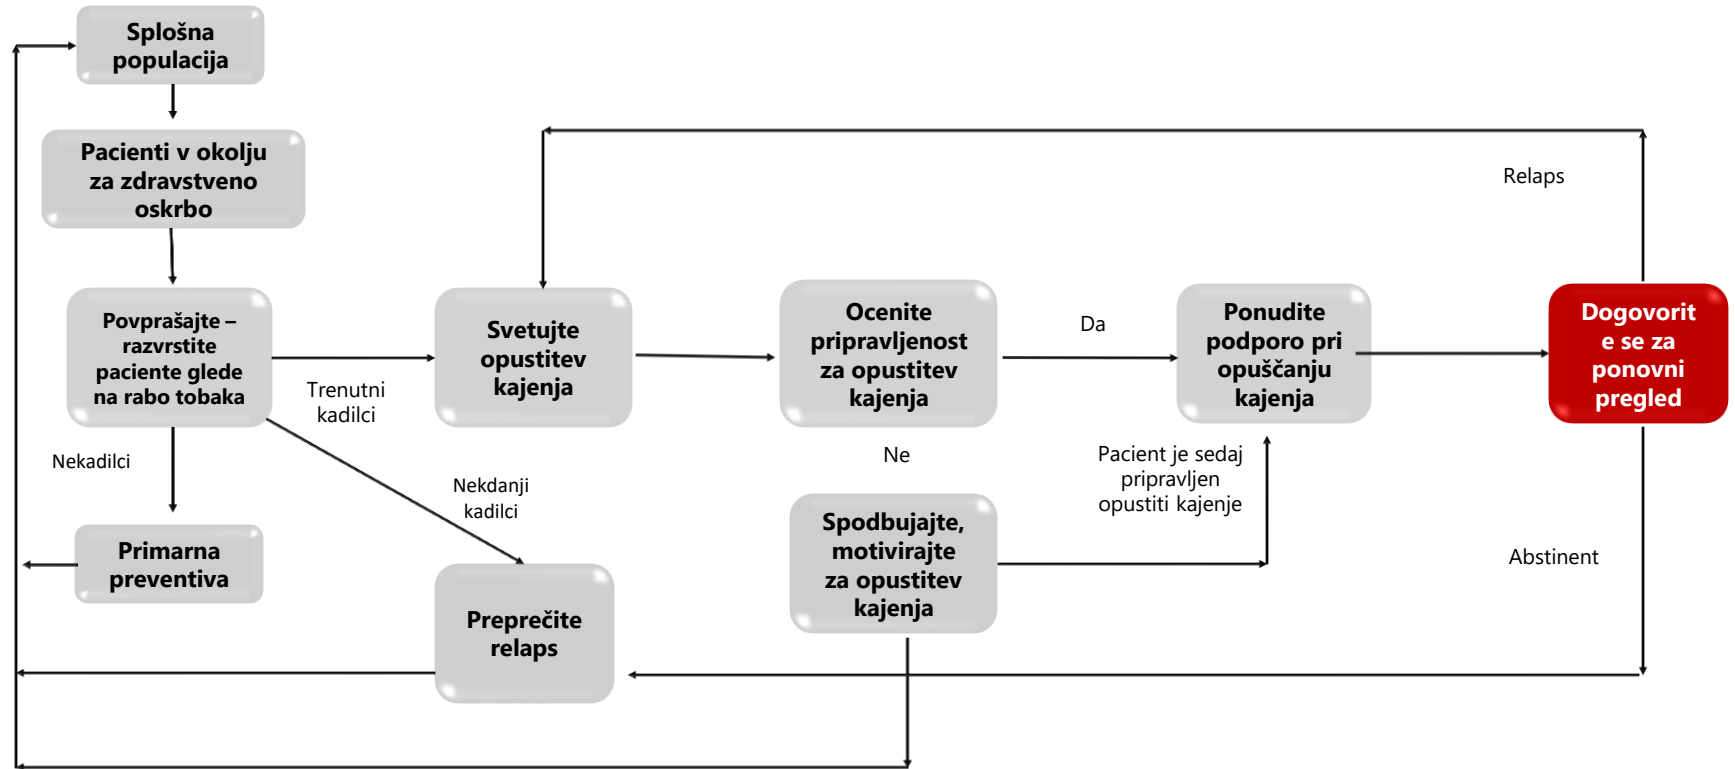 Splošna
populacija
Pacienti v okolju
za zdravstveno
oskrbo
Povprašajte –
razvrstite
paciente glede
na rabo tobaka
Nekadilci
Primarna
preventiva
Trenutni
kadilci
Nekdanji
kadilci
Svetujte
opustitev
kajenja
Preprečite
relaps
Ocenite
pripravljenost
za opustitev
kajenja
Da
Ne
Spodbujajte,
motivirajte
za opustitev
kajenja
Pacient je sedaj
pripravljen
opustiti kajenje
Ponudite
podporo pri
opuščanju
kajenja
Relaps
Dogovorit
e se za
ponovni
pregled
Abstinent